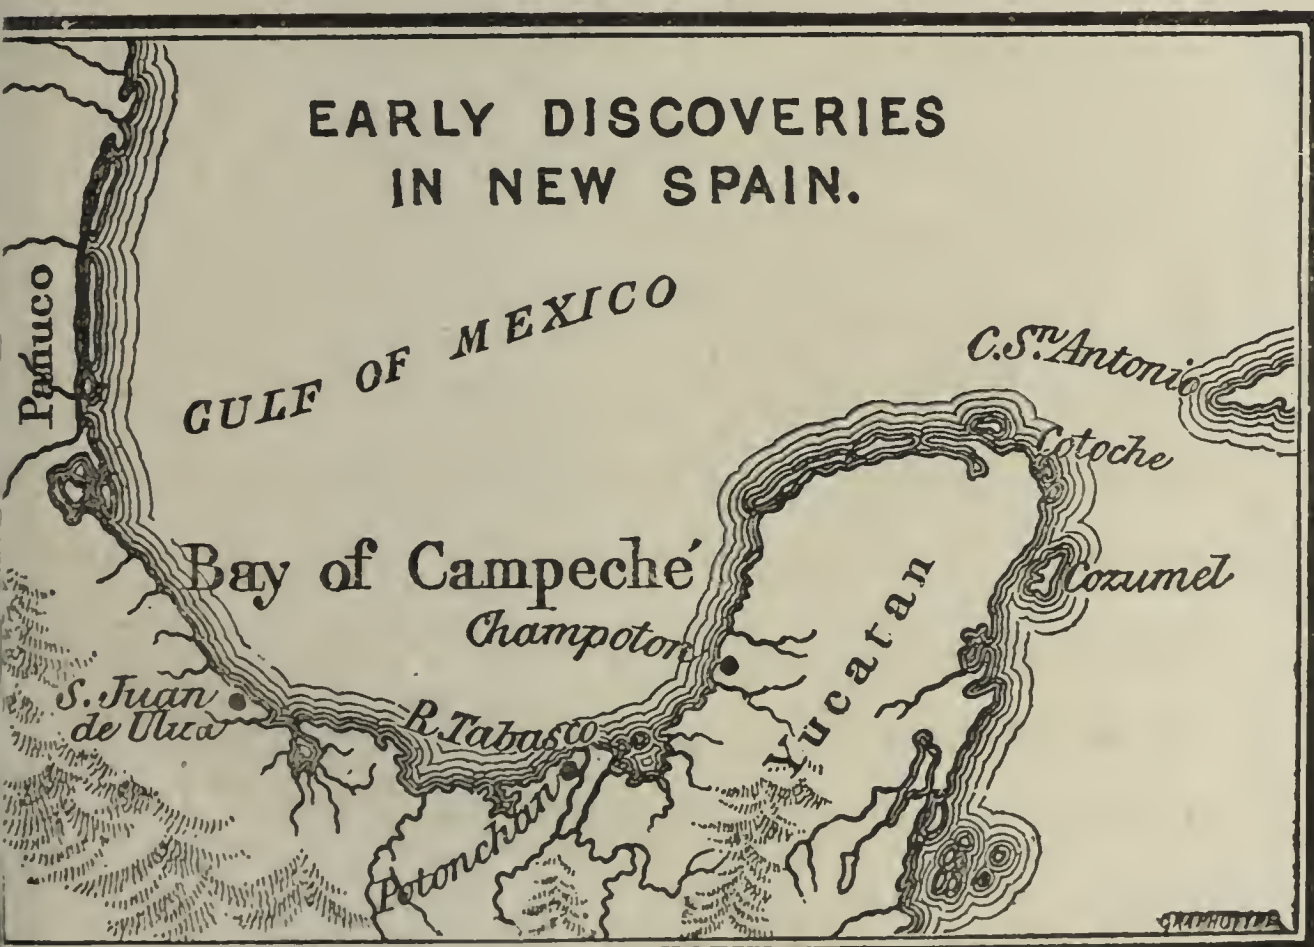 EARLY DISCOVERIES
IN NEW SPAIN.
GULF OF MEXICO
Pańuco
C.Sn. Antonio
Cotoche
Bay of Campeché
Cozumel
Champoton
Yucatan
S. Juan
de Ulua
R. Tabasco
Potonchan